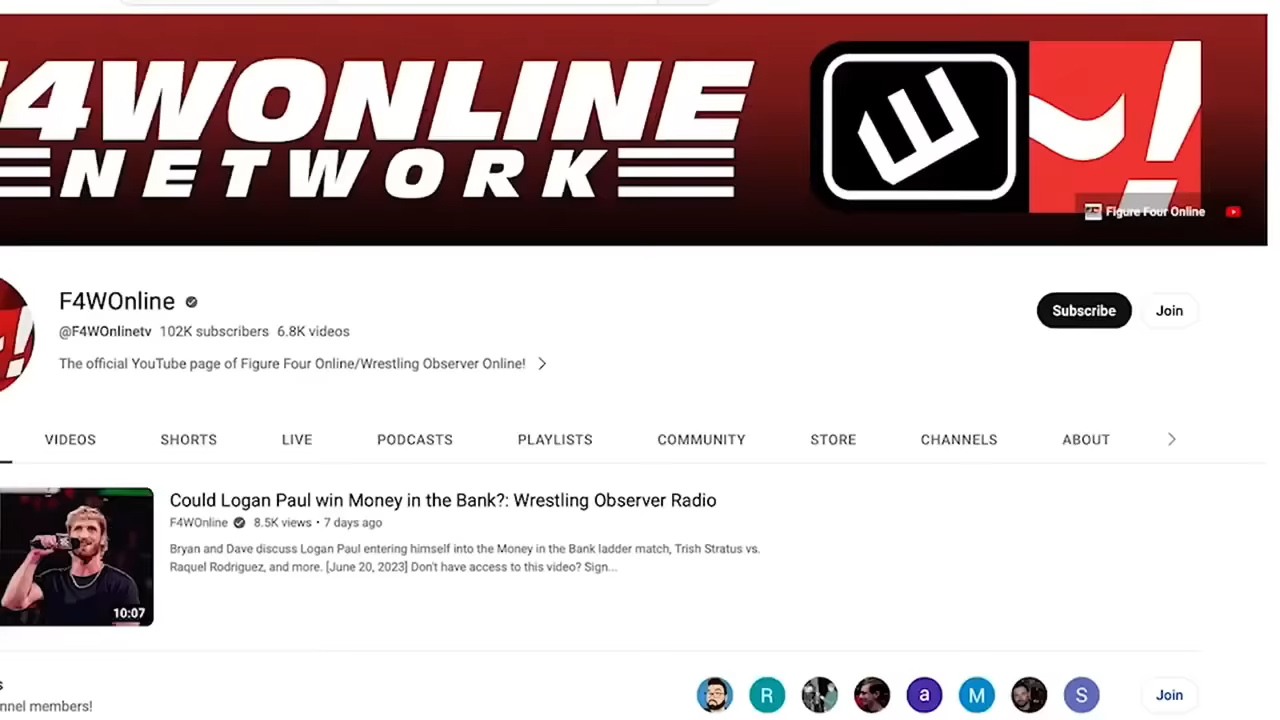 F4WONLINE
NETWORK
Figure Four Online
F4WOnline
@F4WOnlinetv 102K subscribers 6.8K videos
Subscribe
Join
The official YouTube page of Figure Four Online/Wrestling Observer Online!
VIDEOS SHORTS LIVE PODCASTS PLAYLISTS COMMUNITY STORE CHANNELS ABOUT
Could Logan Paul win Money in the Bank?: Wrestling Observer Radio
F4WOnline 8.5K views • 7 days ago
Bryan and Dave discuss Logan Paul entering himself into the Money in the Bank ladder match, Trish Stratus vs.
Raquel Rodriguez, and more. [June 20, 2023] Don't have access to this video? Sign...
10:07
s
nnel members!
R a M S
Join